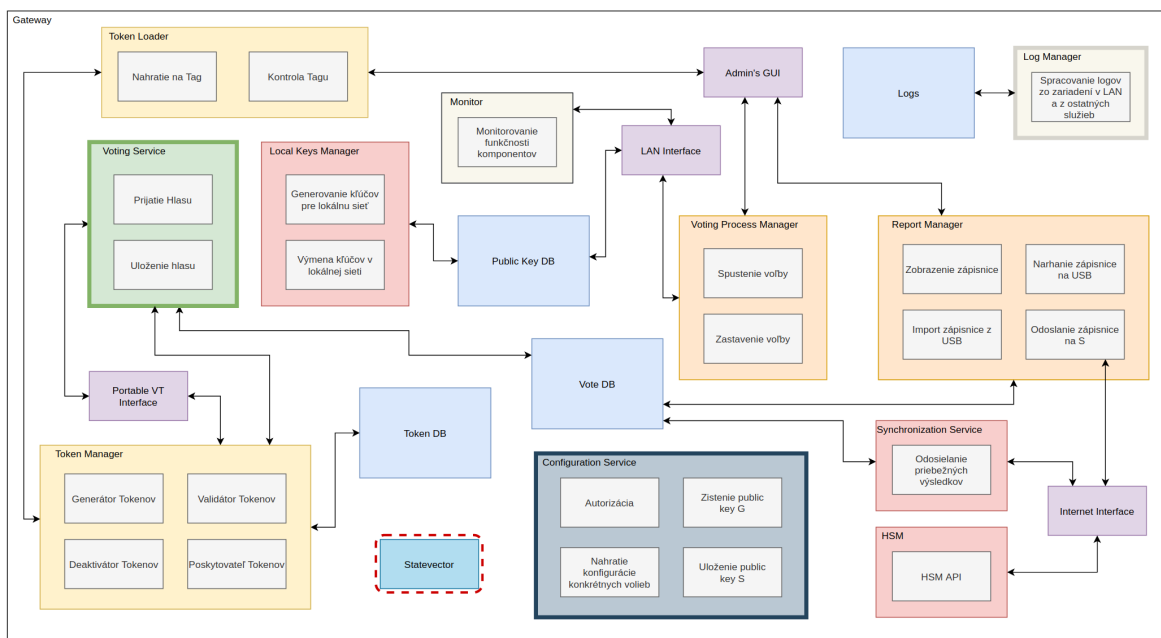 Gateway
Token Loader
Nahratie na Tag
Kontrola Tagu
Admin's GUI
Logs
Log Manager
Spracovanie logov
zo zariadení v LAN
a z ostatných
služieb
Monitor
Monitorovanie
funkčnosti
komponentov
LAN Interface
Voting Service
Prijatie Hlasu
Uloženie hlasu
Local Keys Manager
Generovanie kľúčov
pre lokálnu sieť
Výmena kľúčov v
lokálnej sieti
Public Key DB
Voting Process Manager
Spustenie voľby
Zastavenie voľby
Report Manager
Zobrazenie zápisnice
Narhanie zápisnice
na USB
Import zápisnice z
USB
Odoslanie zápisnice
na S
Portable VT
Interface
Vote DB
Token DB
Token Manager
Generátor Tokenov
Validátor Tokenov
Deaktivátor Tokenov
Poskytovateľ Tokenov
Statevector
Configuration Service
Autorizácia
Zistenie public
key G
Nahratie
konfigurácie
konkrétnych volieb
Uloženie public
key S
Synchronization Service
Odosielanie
priebežných
výsledkov
Internet Interface
HSM
HSM API